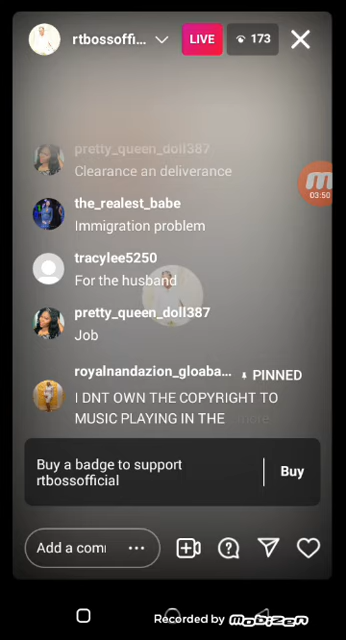 rtbossoffi...
LIVE
173
pretty_queen_doll387
Clearance an deliverance
03:50
the_realest_babe
Immigration problem
tracylee5250
For the husband
pretty_queen_doll387
Job
royalnandazion_gloaba...
PINNED
I DNT OWN THE COPYRIGHT TO
MUSIC PLAYING IN THE more
Buy a badge to support
rtbossofficial
Buy
Add a com
Recorded by mobizen